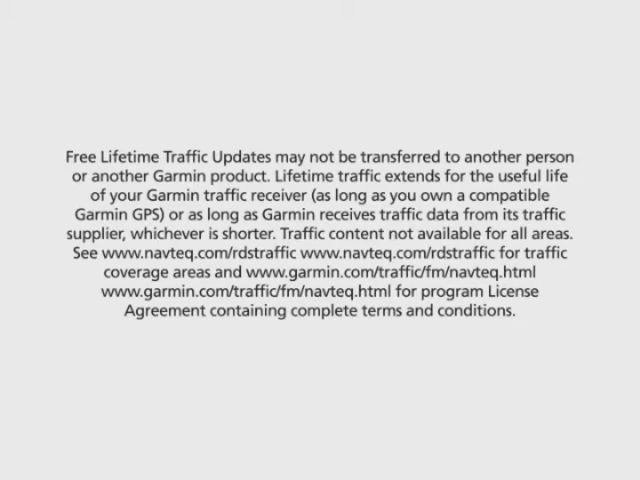 Free Lifetime Traffic Updates may not be transferred to another person
or another Garmin product. Lifetime traffic extends for the useful life
of your Garmin traffic receiver (as long as you own a compatible
Garmin GPS) or as long as Garmin receives traffic data from its traffic
supplier, whichever is shorter. Traffic content not available for all areas.
See www.navteq.com/rdstraffic www.navteq.com/rdstraffic for traffic
coverage areas and www.garmin.com/traffic/fm/navteq.html
www.garmin.com/traffic/fm/navteq.html for program License
Agreement containing complete terms and conditions.